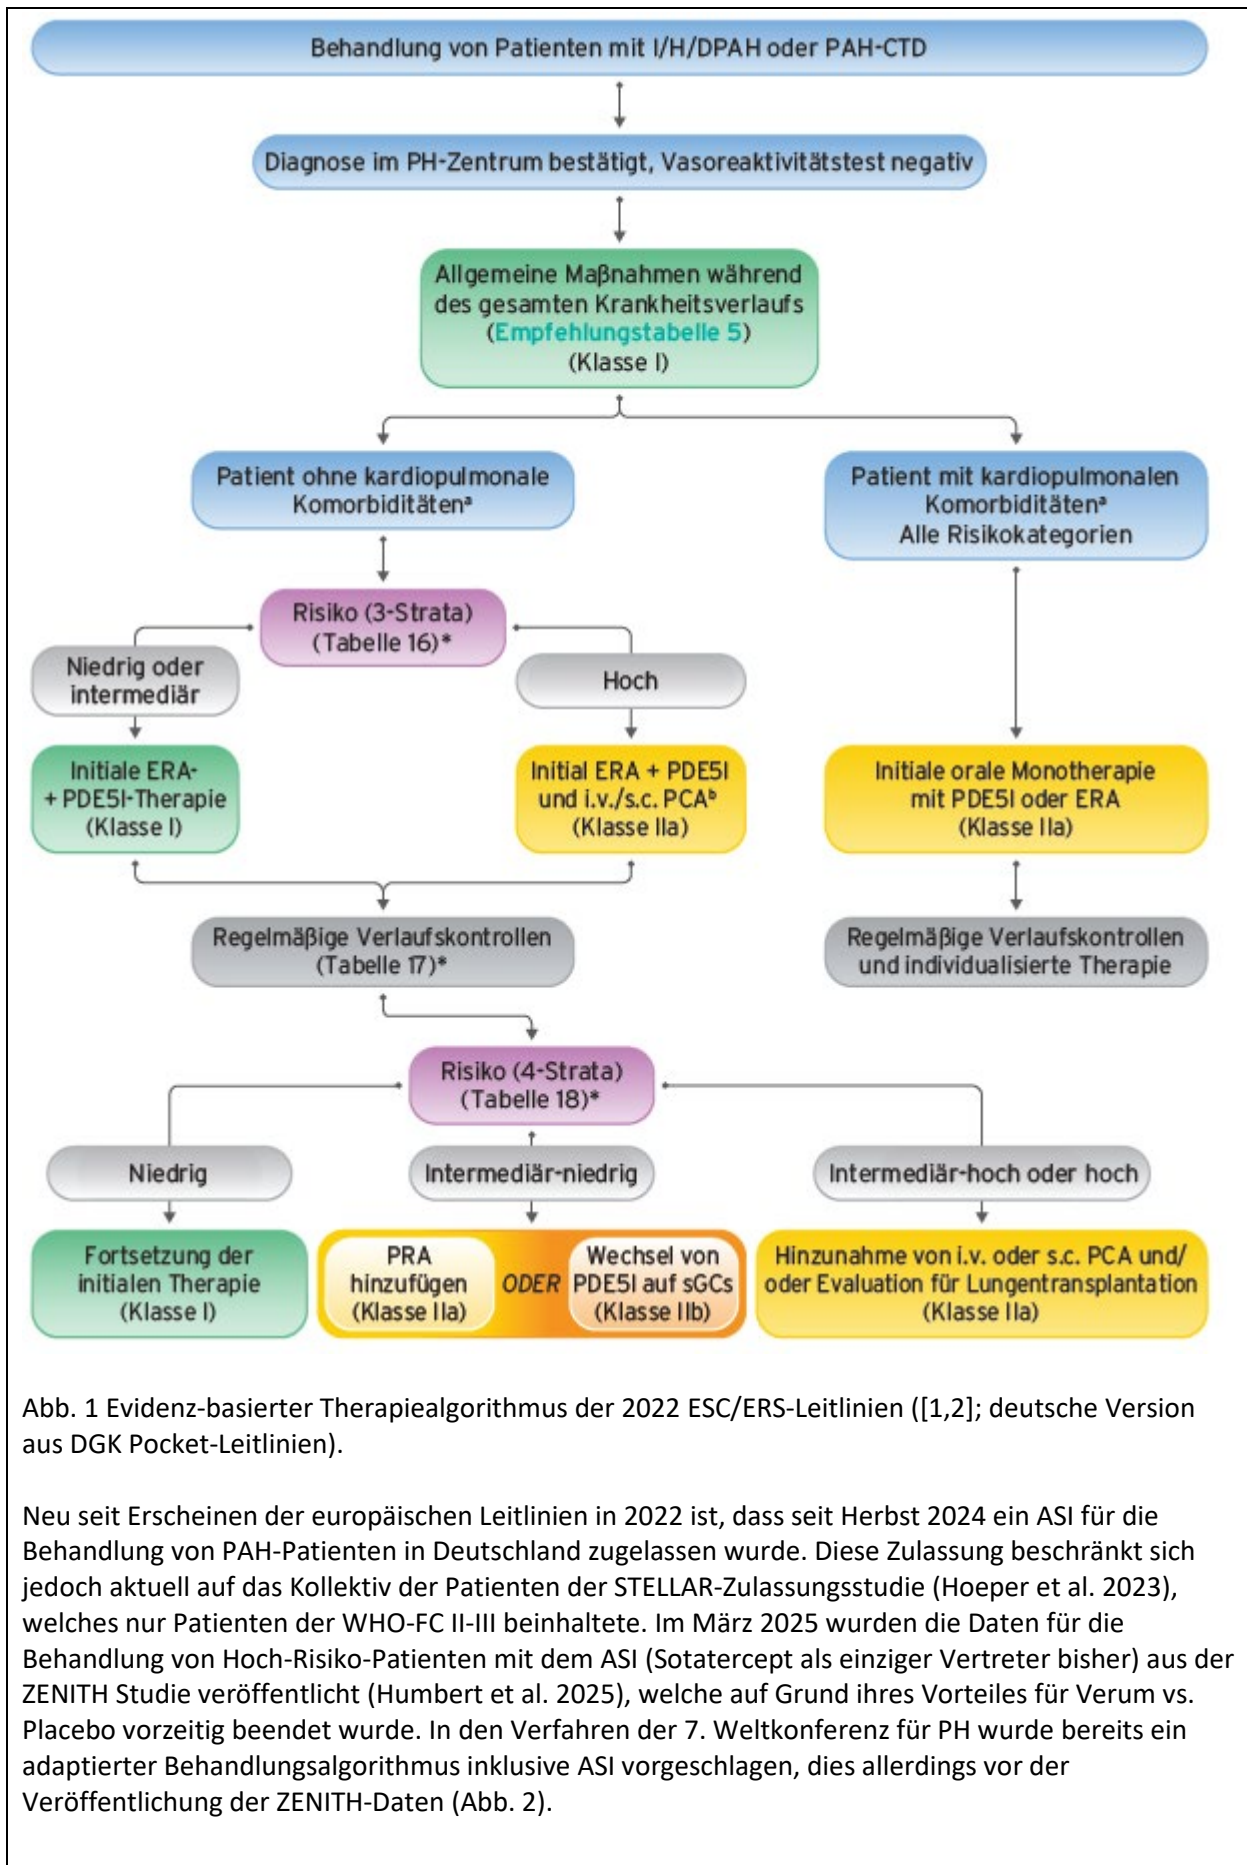 Behandlung von Patienten mit I/H/DPAH oder PAH-CTD
Diagnose im PH-Zentrum bestätigt, Vasoreaktivitätstest negativ
Allgemeine Maßnahmen während
des gesamten Krankheitsverlaufs
(Empfehlungstabelle 5)
(Klasse I)
Patient ohne kardiopulmonale
Komorbiditätenª
Patient mit kardiopulmonalen
Komorbiditätenª
Alle Risikokategorien
Risiko (3-Strata)
(Tabelle 16)*
Niedrig oder
intermediär
Hoch
Initiale ERA-
+ PDE5I-Therapie
(Klasse I)
Initial ERA + PDE5I
und i.v./s.c. PCAᵇ
(Klasse IIa)
Initiale orale Monotherapie
mit PDE5I oder ERA
(Klasse IIa)
Regelmäßige Verlaufskontrollen
(Tabelle 17)*
Regelmäßige Verlaufskontrollen
und individualisierte Therapie
Risiko (4-Strata)
(Tabelle 18)*
Niedrig
Intermediär-niedrig
Intermediär-hoch oder hoch
Fortsetzung der
initialen Therapie
(Klasse I)
PRA
hinzufügen
(Klasse IIa)
ODER
Wechsel von
PDE5I auf sGCs
(Klasse IIb)
Hinzunahme von i.v. oder s.c. PCA und/
oder Evaluation für Lungentransplantation
(Klasse IIa)
Abb. 1 Evidenz-basierter Therapiealgorithmus der 2022 ESC/ERS-Leitlinien ([1,2]; deutsche Version
aus DGK Pocket-Leitlinien).
Neu seit Erscheinen der europäischen Leitlinien in 2022 ist, dass seit Herbst 2024 ein ASI für die
Behandlung von PAH-Patienten in Deutschland zugelassen wurde. Diese Zulassung beschränkt sich
jedoch aktuell auf das Kollektiv der Patienten der STELLAR-Zulassungsstudie (Hoeper et al. 2023),
welches nur Patienten der WHO-FC II-III beinhaltete. Im März 2025 wurden die Daten für die
Behandlung von Hoch-Risiko-Patienten mit dem ASI (Sotatercept als einziger Vertreter bisher) aus der
ZENITH Studie veröffentlicht (Humbert et al. 2025), welche auf Grund ihres Vorteiles für Verum vs.
Placebo vorzeitig beendet wurde. In den Verfahren der 7. Weltkonferenz für PH wurde bereits ein
adaptierter Behandlungsalgorithmus inklusive ASI vorgeschlagen, dies allerdings vor der
Veröffentlichung der ZENITH-Daten (Abb. 2).